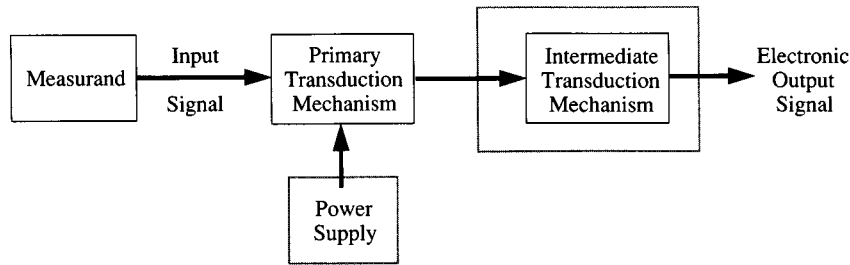 Measurand
Input
Signal
Primary
Transduction
Mechanism
Intermediate
Transduction
Mechanism
Electronic
Output
Signal
Power
Supply